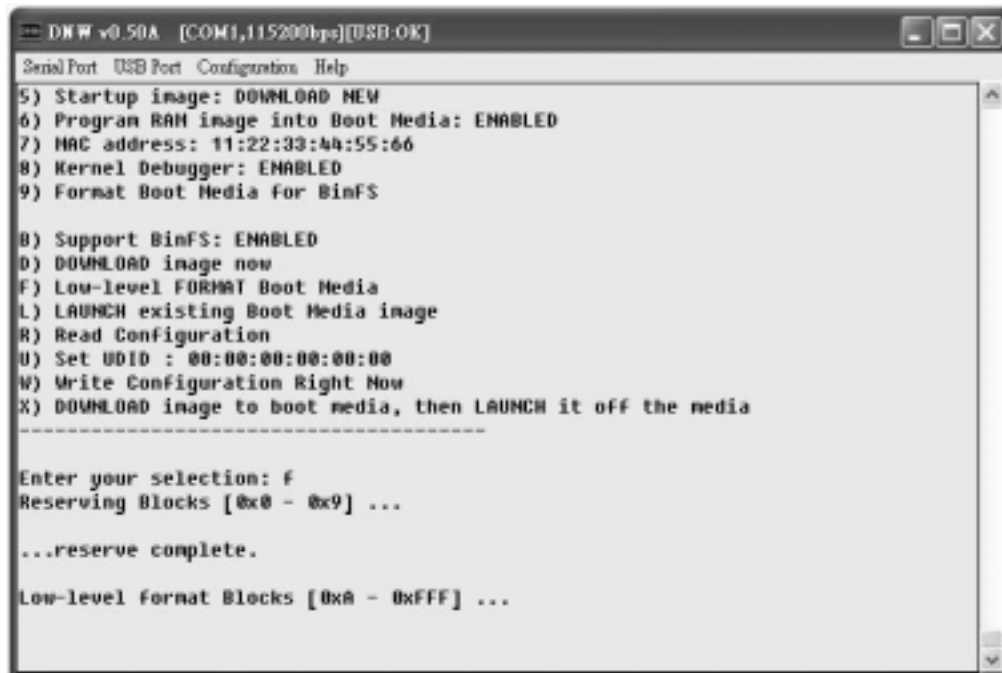 DNW v0.50A [COM1,115200bps][USB:OK]
Serial Port USB Port Configuration Help
5) Startup image: DOWNLOAD NEW
6) Program RAM image into Boot Media: ENABLED
7) MAC address: 11:22:33:44:55:66
8) Kernel Debugger: ENABLED
9) Format Boot Media for BinFS
B) Support BinFS: ENABLED
D) DOWNLOAD image now
F) Low-level FORMAT Boot Media
L) LAUNCH existing Boot Media image
R) Read Configuration
U) Set UDID : 00:00:00:00:00:00
W) Write Configuration Right Now
X) DOWNLOAD image to boot media, then LAUNCH it off the media
---------------------------------------
Enter your selection: f
Reserving Blocks [0x0 - 0x9] ...
...reserve complete.
Low-level format Blocks [0xA - 0xFFF] ...